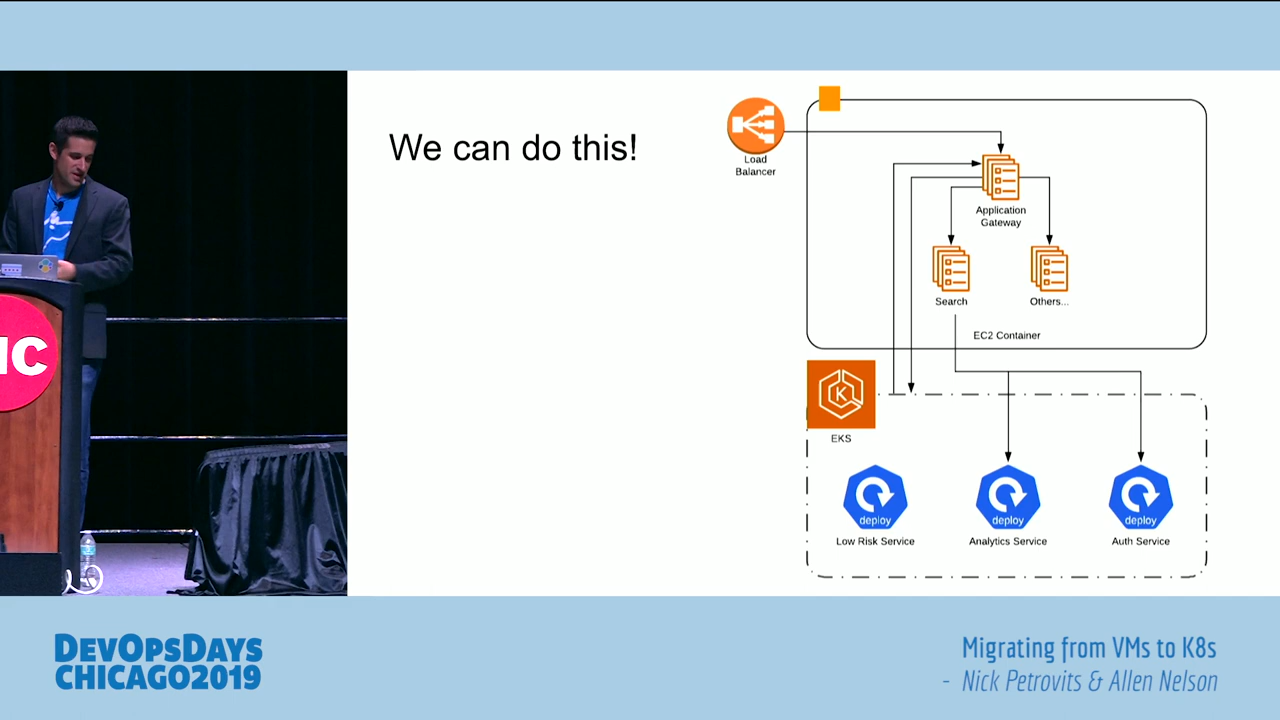 We can do this!
Load
Balancer
Application
Gateway
Search
Others...
EC2 Container
K
EKS
deploy
deploy
deploy
Low Risk Service
Analytics Service
Auth Service
IC
DEVOPSDAYS
CHICAGO2019
Migrating from VMs to K8s
- Nick Petrovits & Allen Nelson